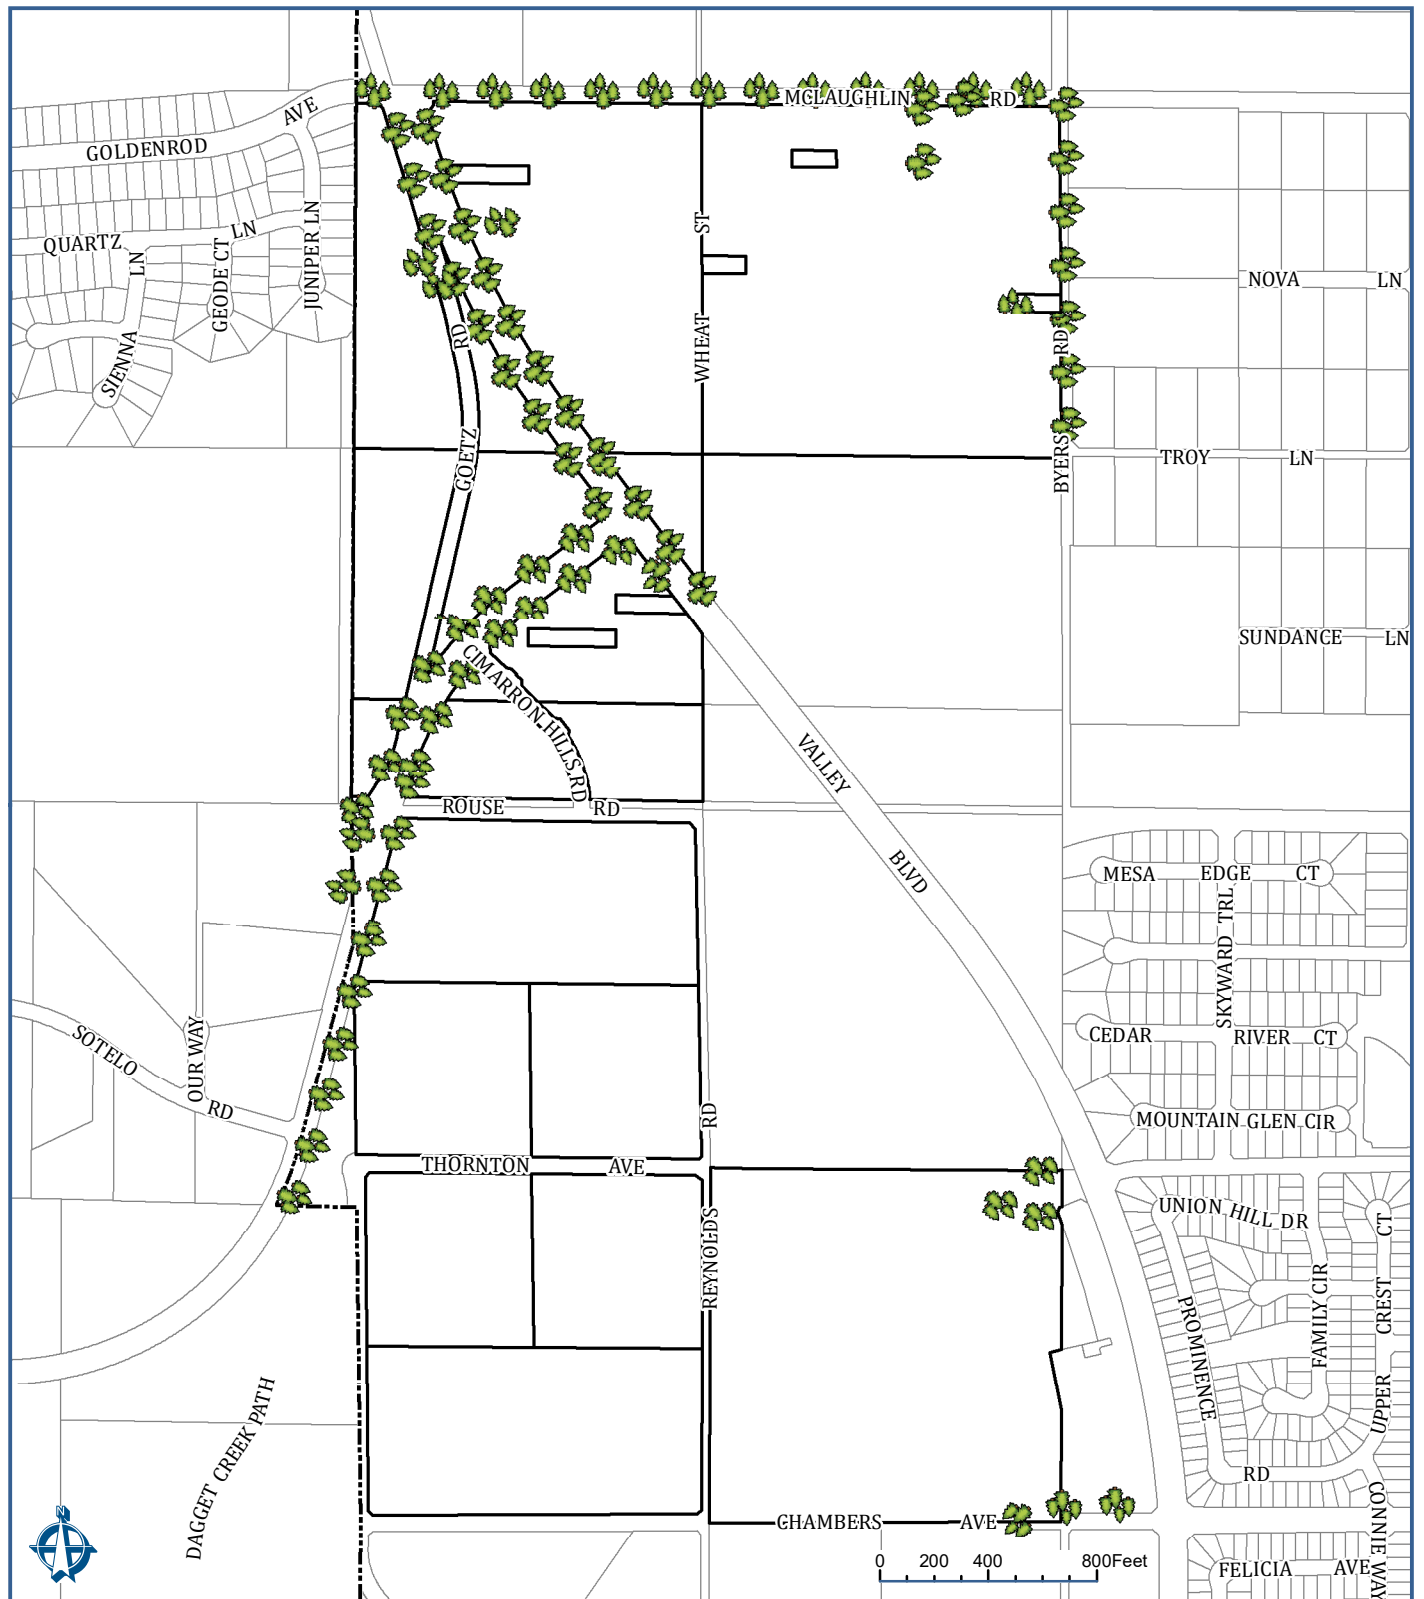 MCLAUGHLIN RD
GOLDENROD AVE
QUARTZ LN
LN
GEODE CT
JUNIPER LN
SIENNA
WHEAT ST
NOVA LN
GOETZ RD
BYERS RD
TROY LN
SUNDANCE LN
CIMARRON HILLS RD
VALLEY BLVD
ROUSE RD
MESA EDGE CT
SKYWARD TRL
SOTELO RD
OUR WAY
CEDAR RIVER CT
MOUNTAIN GLEN CIR
THORNTON AVE
REYNOLDS RD
UNION HILL DR
PROMINENCE RD
FAMILY CIR
UPPER CREST CT
DAGGET CREEK PATH
CHAMBERS AVE
CONNIE WAY
FELICIA AVE
N
0 200 400 800Feet